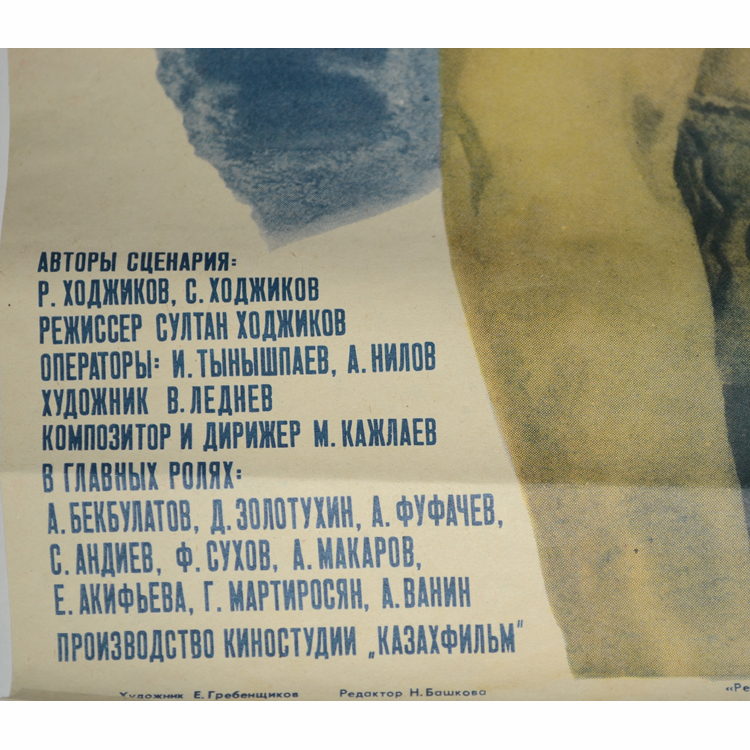 АВТОРЫ СЦЕНАРИЯ:
Р. ХОДЖИКОВ, С. ХОДЖИКОВ
РЕЖИССЕР СУЛТАН ХОДЖИКОВ
ОПЕРАТОРЫ: И. ТЫНЫШПАЕВ, А. НИЛОВ
ХУДОЖНИК В. ЛЕДНЕВ
КОМПОЗИТОР И ДИРИЖЕР М. КАЖЛАЕВ
В ГЛАВНЫХ РОЛЯХ:
А. БЕКБУЛАТОВ, Д. ЗОЛОТУХИН, А. ФУФАЧЕВ,
С. АНДИЕВ, Ф. СУХОВ, А. МАКАРОВ,
Е. АКИФЬЕВА, Г. МАРТИРОСЯН, А. ВАНИН
ПРОИЗВОДСТВО КИНОСТУДИИ „КАЗАХФИЛЬМ"
Художник Е. Гребенщиков Редактор Н. Башкова «Ре